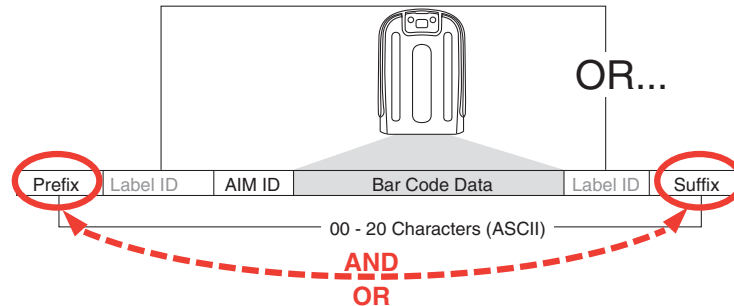 OR...
Prefix Label ID AIM ID Bar Code Data Label ID Suffix
00 - 20 Characters (ASCII)
AND
OR